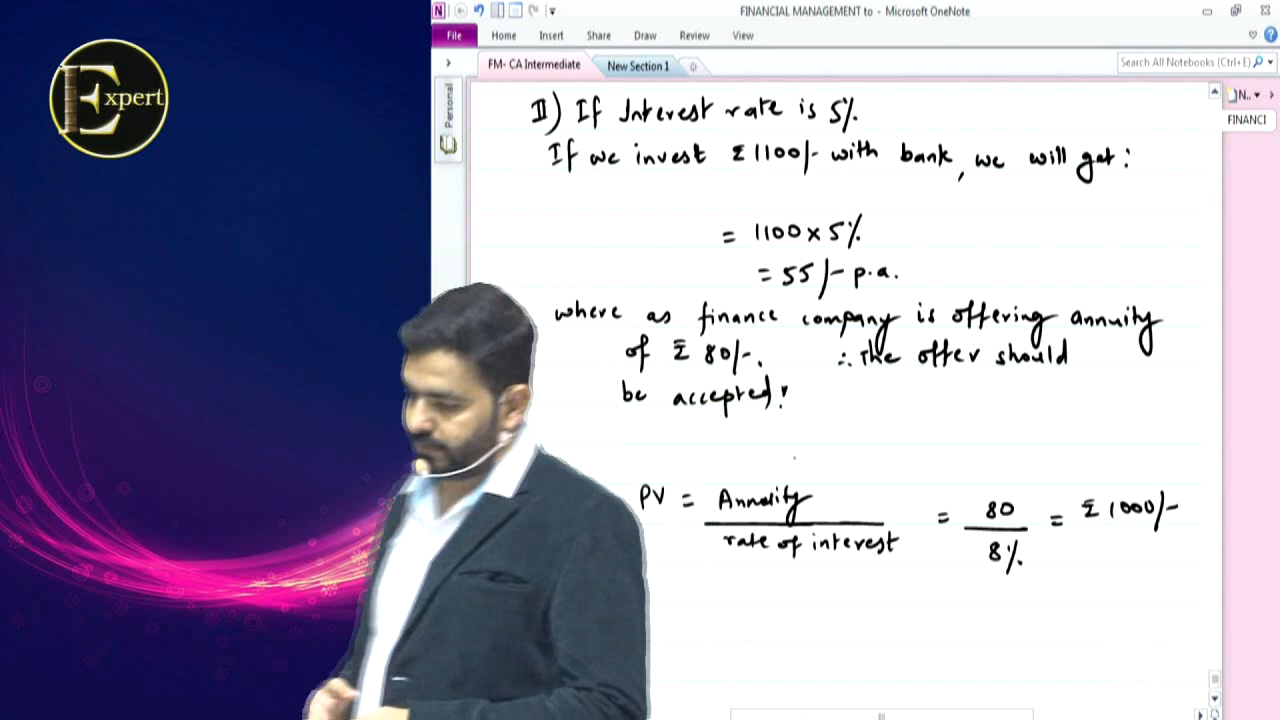 Expert
FINANCIAL MANAGEMENT to - Microsoft OneNote
File Home Insert Share Draw Review View
FM- CA Intermediate New Section 1
Search All Notebooks (Ctrl+E)
Personal
N..
FINANCI
II) If Interest rate is 5%
If we invest ₹1100/- with bank, we will get:
= 1100 x 5%
= 55/- p.a.
where as finance company is offering annuity
of ₹ 80/-. ∴ The offer should
be accepted!
PV = Annuity / rate of interest = 80 / 8% = ₹1000/-